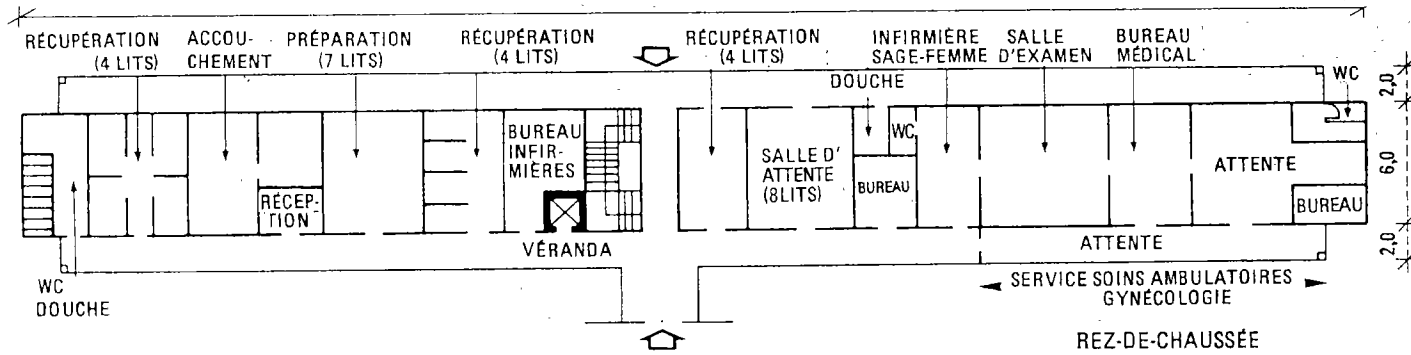 RÉCUPÉRATION
(4 LITS)
ACCOU-
CHEMENT
PRÉPARATION
(7 LITS)
RÉCUPÉRATION
(4 LITS)
RÉCUPÉRATION
(4 LITS)
INFIRMIÈRE
SAGE-FEMME
SALLE
D'EXAMEN
BUREAU
MÉDICAL
DOUCHE
WC
2,0
BUREAU
INFIR-
MIÈRES
WC
SALLE D'
ATTENTE
(8LITS)
BUREAU
ATTENTE
6,0
RÉCEP-
TION
BUREAU
VÉRANDA
ATTENTE
2,0
WC
DOUCHE
SERVICE SOINS AMBULATOIRES
GYNÉCOLOGIE
REZ-DE-CHAUSSÉE